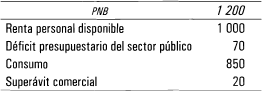 PNB 1 200
Renta personal disponible 1 000
Déficit presupuestario del sector público 70
Consumo 850
Superávit comercial 20